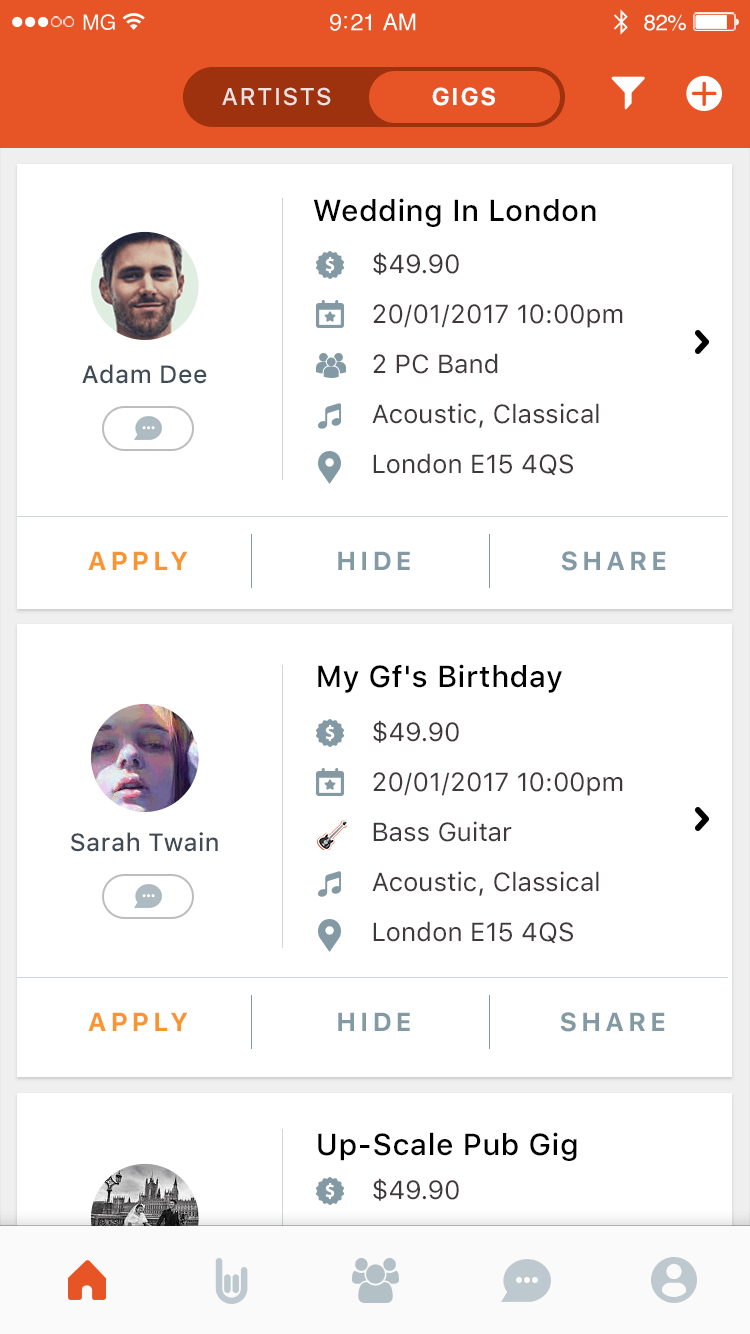 MG 9:21 AM 82%
ARTISTS GIGS
Wedding In London
$49.90
20/01/2017 10:00pm
2 PC Band
Acoustic, Classical
London E15 4QS
Adam Dee
APPLY HIDE SHARE
My Gf's Birthday
$49.90
20/01/2017 10:00pm
Bass Guitar
Acoustic, Classical
London E15 4QS
Sarah Twain
APPLY HIDE SHARE
Up-Scale Pub Gig
$49.90